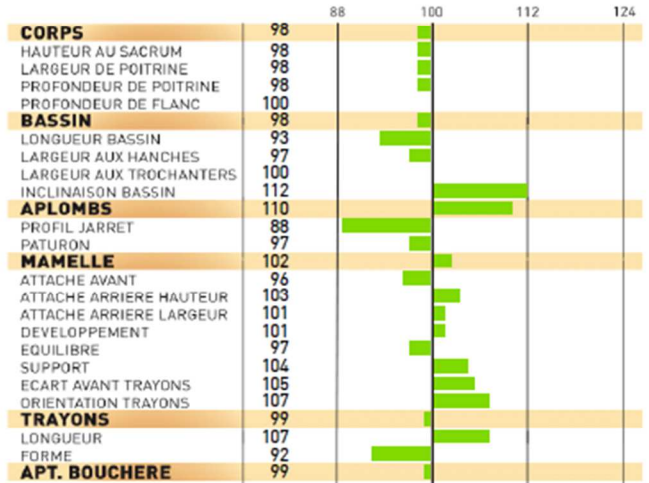 88 100 112 124
CORPS 98
HAUTEUR AU SACRUM 98
LARGEUR DE POITRINE 98
PROFONDEUR DE POITRINE 98
PROFONDEUR DE FLANC 100
BASSIN 98
LONGUEUR BASSIN 93
LARGEUR AUX HANCHES 97
LARGEUR AUX TROCHANTERS 100
INCLINAISON BASSIN 112
APLOMBS 110
PROFIL JARRET 88
PATURON 97
MAMELLE 102
ATTACHE AVANT 96
ATTACHE ARRIERE HAUTEUR 103
ATTACHE ARRIERE LARGEUR 101
DEVELOPPEMENT 101
EQUILIBRE 97
SUPPORT 104
ECART AVANT TRAYONS 105
ORIENTATION TRAYONS 107
TRAYONS 99
LONGUEUR 107
FORME 92
APT. BOUCHERE 99